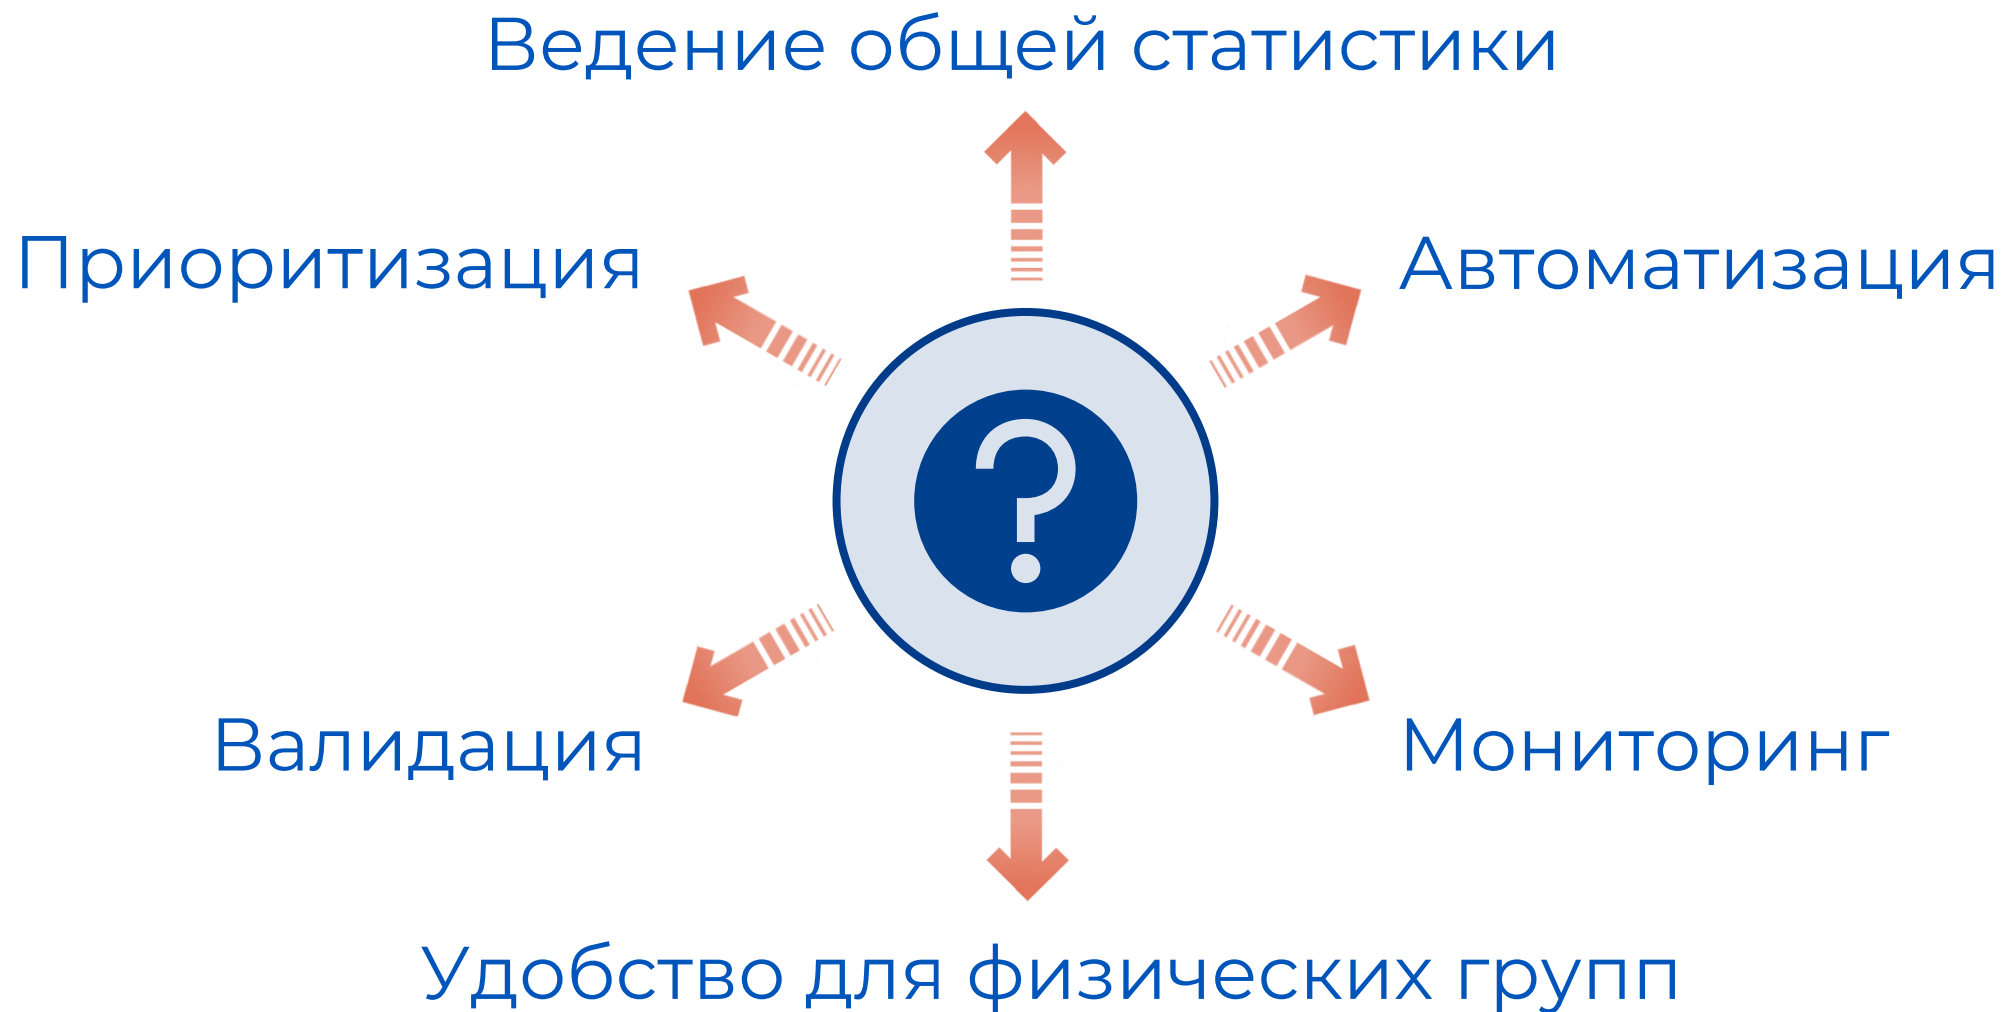 Ведение общей статистики
Приоритизация
Автоматизация
?
Валидация
Мониторинг
Удобство для физических групп